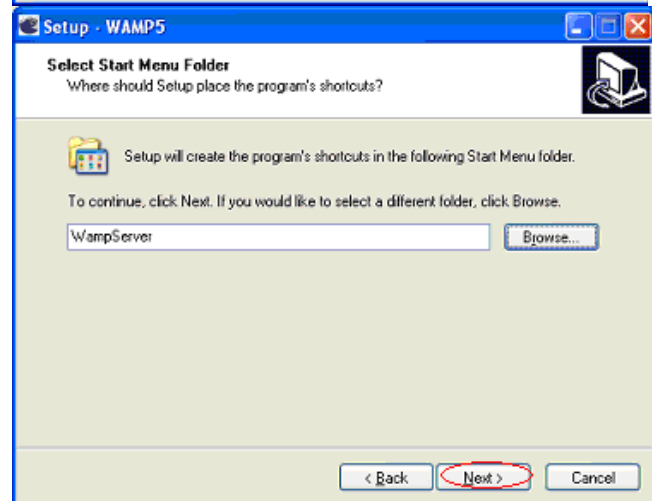 Setup - WAMP5
Select Start Menu Folder
Where should Setup place the program's shortcuts?
Setup will create the program's shortcuts in the following Start Menu folder.
To continue, click Next. If you would like to select a different folder, click Browse.
WampServer
Browse...
< Back
Next >
Cancel